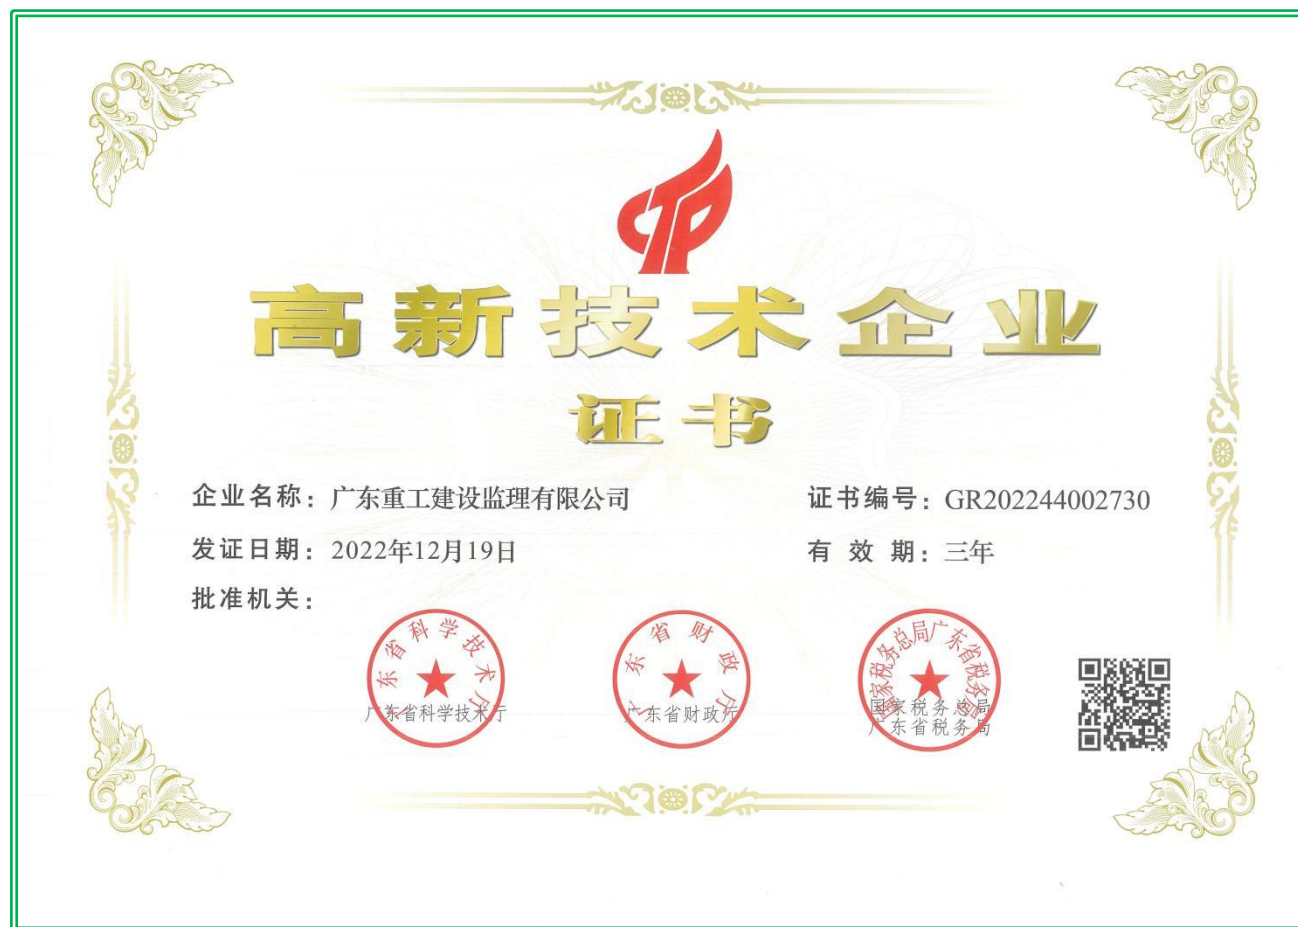 高新技术企业
证书
企业名称：广东重工建设监理有限公司
证书编号：GR202244002730
发证日期：2022年12月19日
有 效 期：三年
批准机关：
广东省科学技术厅
广东省科学技术厅
广东省财政厅
广东省财政厅
国家税务总局广东省税务局
国家税务总局
广东省税务局